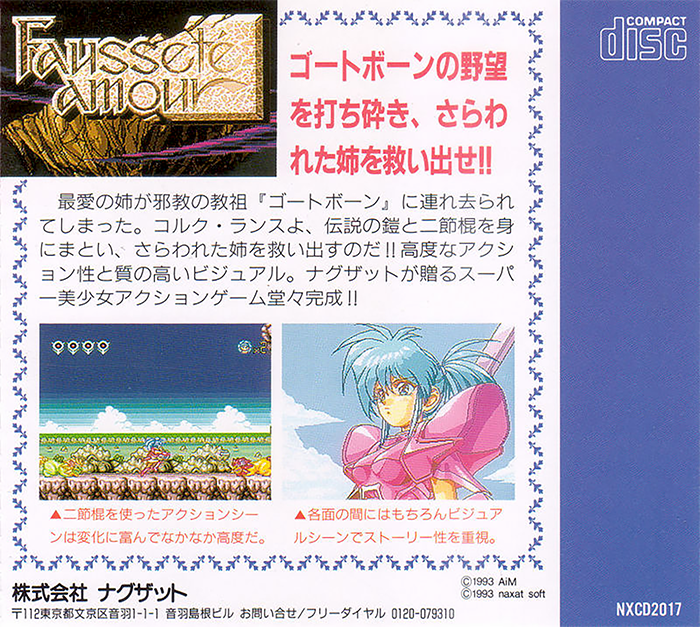 Fausseté
amour
COMPACT
disc
ゴートボーンの野望
を打ち砕き、さらわ
れた姉を救い出せ!!
最愛の姉が邪教の教祖『ゴートボーン』に連れ去られ
てしまった。コルク・ランスよ、伝説の鎧と二節棍を身
にまとい、さらわれた姉を救い出すのだ!!高度なアクシ
ョン性と質の高いビジュアル。ナグザットが贈るスーパ
ー美少女アクションゲーム堂々完成!!
▲二節棍を使ったアクションシー
ンは変化に富んでなかなか高度だ。
▲各面の間にはもちろんビジュア
ルシーンでストーリー性を重視。
株式会社 ナグザット
〒112東京都文京区音羽1-1-1 音羽島根ビル お問い合せ/フリーダイヤル 0120-079310
©1993 AiM
©1993 naxat soft
NXCD2017